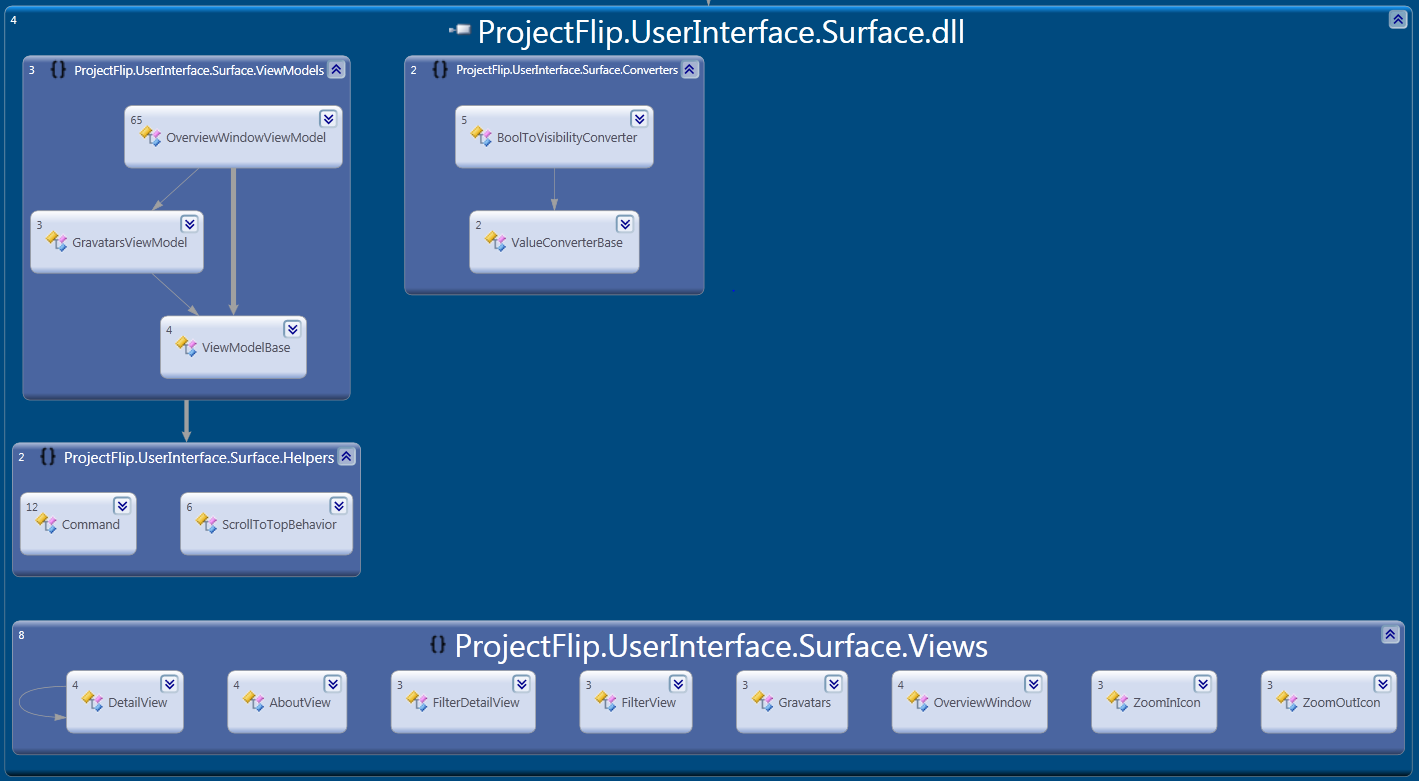 4
ProjectFlip.UserInterface.Surface.dll
3 {} ProjectFlip.UserInterface.Surface.ViewModels
65
OverviewWindowViewModel
3
GravatarsViewModel
4
ViewModelBase
2 {} ProjectFlip.UserInterface.Surface.Converters
5
BoolToVisibilityConverter
2
ValueConverterBase
2 {} ProjectFlip.UserInterface.Surface.Helpers
12
Command
6
ScrollToTopBehavior
8
{} ProjectFlip.UserInterface.Surface.Views
4
DetailView
4
AboutView
3
FilterDetailView
3
FilterView
3
Gravatars
4
OverviewWindow
3
ZoomInIcon
3
ZoomOutIcon